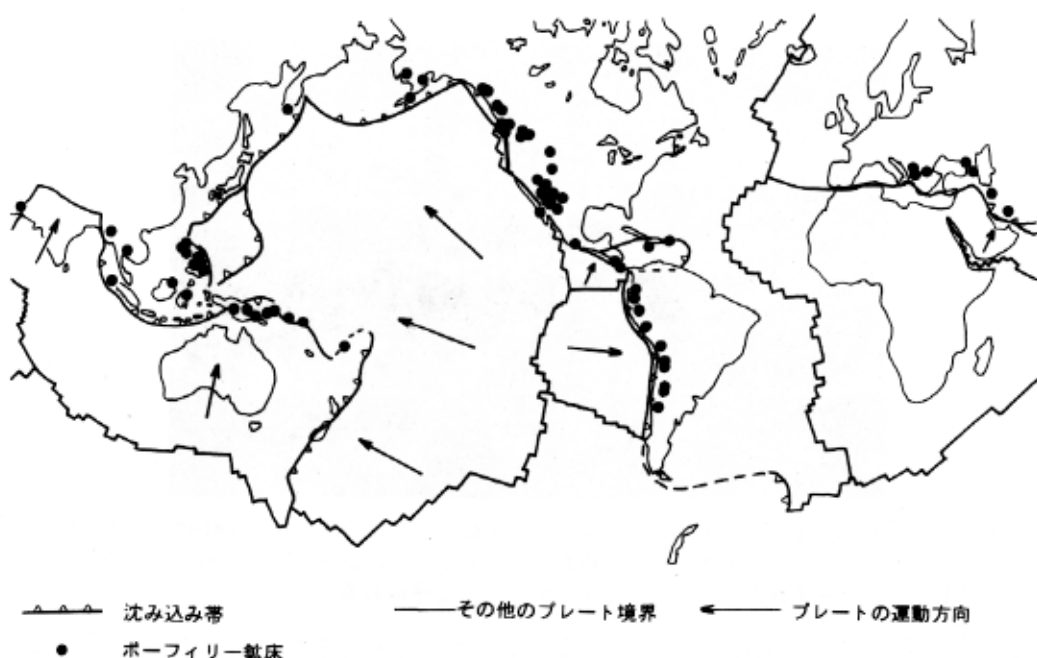 沈み込み帯
その他のプレート境界
プレートの運動方向
ポーフィリー鉱床